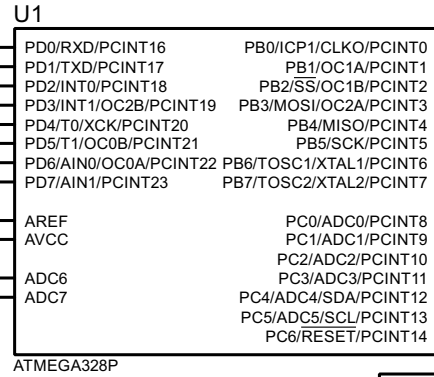 U1
PD0/RXD/PCINT16 PB0/ICP1/CLKO/PCINT0
PD1/TXD/PCINT17 PB1/OC1A/PCINT1
PD2/INT0/PCINT18 PB2/SS/OC1B/PCINT2
PD3/INT1/OC2B/PCINT19 PB3/MOSI/OC2A/PCINT3
PD4/T0/XCK/PCINT20 PB4/MISO/PCINT4
PD5/T1/OC0B/PCINT21 PB5/SCK/PCINT5
PD6/AIN0/OC0A/PCINT22 PB6/TOSC1/XTAL1/PCINT6
PD7/AIN1/PCINT23 PB7/TOSC2/XTAL2/PCINT7
AREF PC0/ADC0/PCINT8
AVCC PC1/ADC1/PCINT9
PC2/ADC2/PCINT10
ADC6 PC3/ADC3/PCINT11
ADC7 PC4/ADC4/SDA/PCINT12
PC5/ADC5/SCL/PCINT13
PC6/RESET/PCINT14
ATMEGA328P